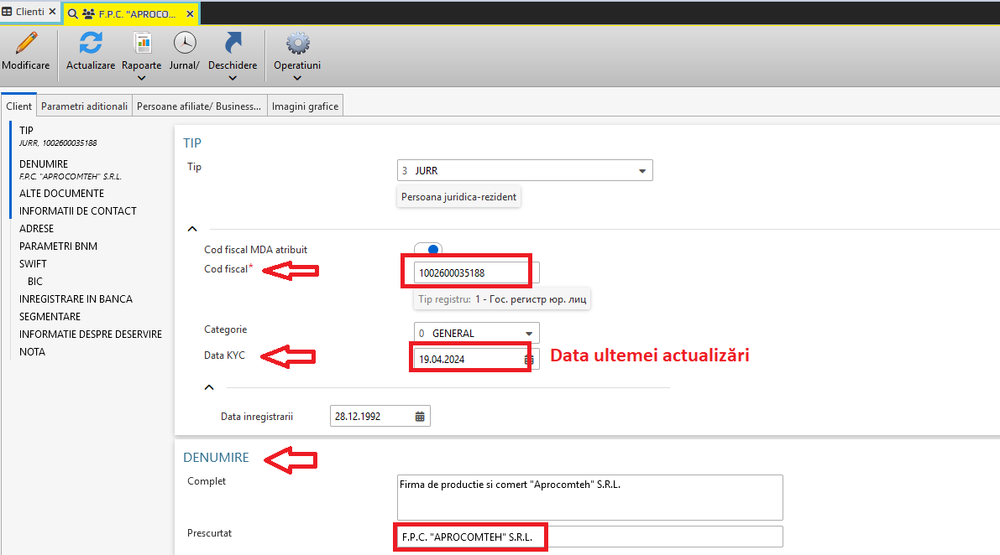 Clienti
F.P.C. "APROCO...
Modificare
Actualizare
Rapoarte
Jurnal/
Deschidere
Operatiuni
Client
Parametri aditionali
Persoane afiliate/ Business...
Imagini grafice
TIP
JURR, 1002600035188
DENUMIRE
F.P.C. "APROCOMTEH" S.R.L.
ALTE DOCUMENTE
INFORMATII DE CONTACT
ADRESE
PARAMETRI BNM
SWIFT
BIC
INREGISTRARE IN BANCA
SEGMENTARE
INFORMATIE DESPRE DESERVIRE
NOTA
TIP
Tip
3 JURR
Persoana juridica-rezident
Cod fiscal MDA atribuit
Cod fiscal*
1002600035188
Tip registru: 1 - Гос. регистр юр. лиц
Categorie
0 GENERAL
Data KYC
19.04.2024
Data ultemei actualizări
Data inregistrarii
28.12.1992
DENUMIRE
Complet
Firma de productie si comert "Aprocomteh" S.R.L.
Prescurtat
F.P.C. "APROCOMTEH" S.R.L.